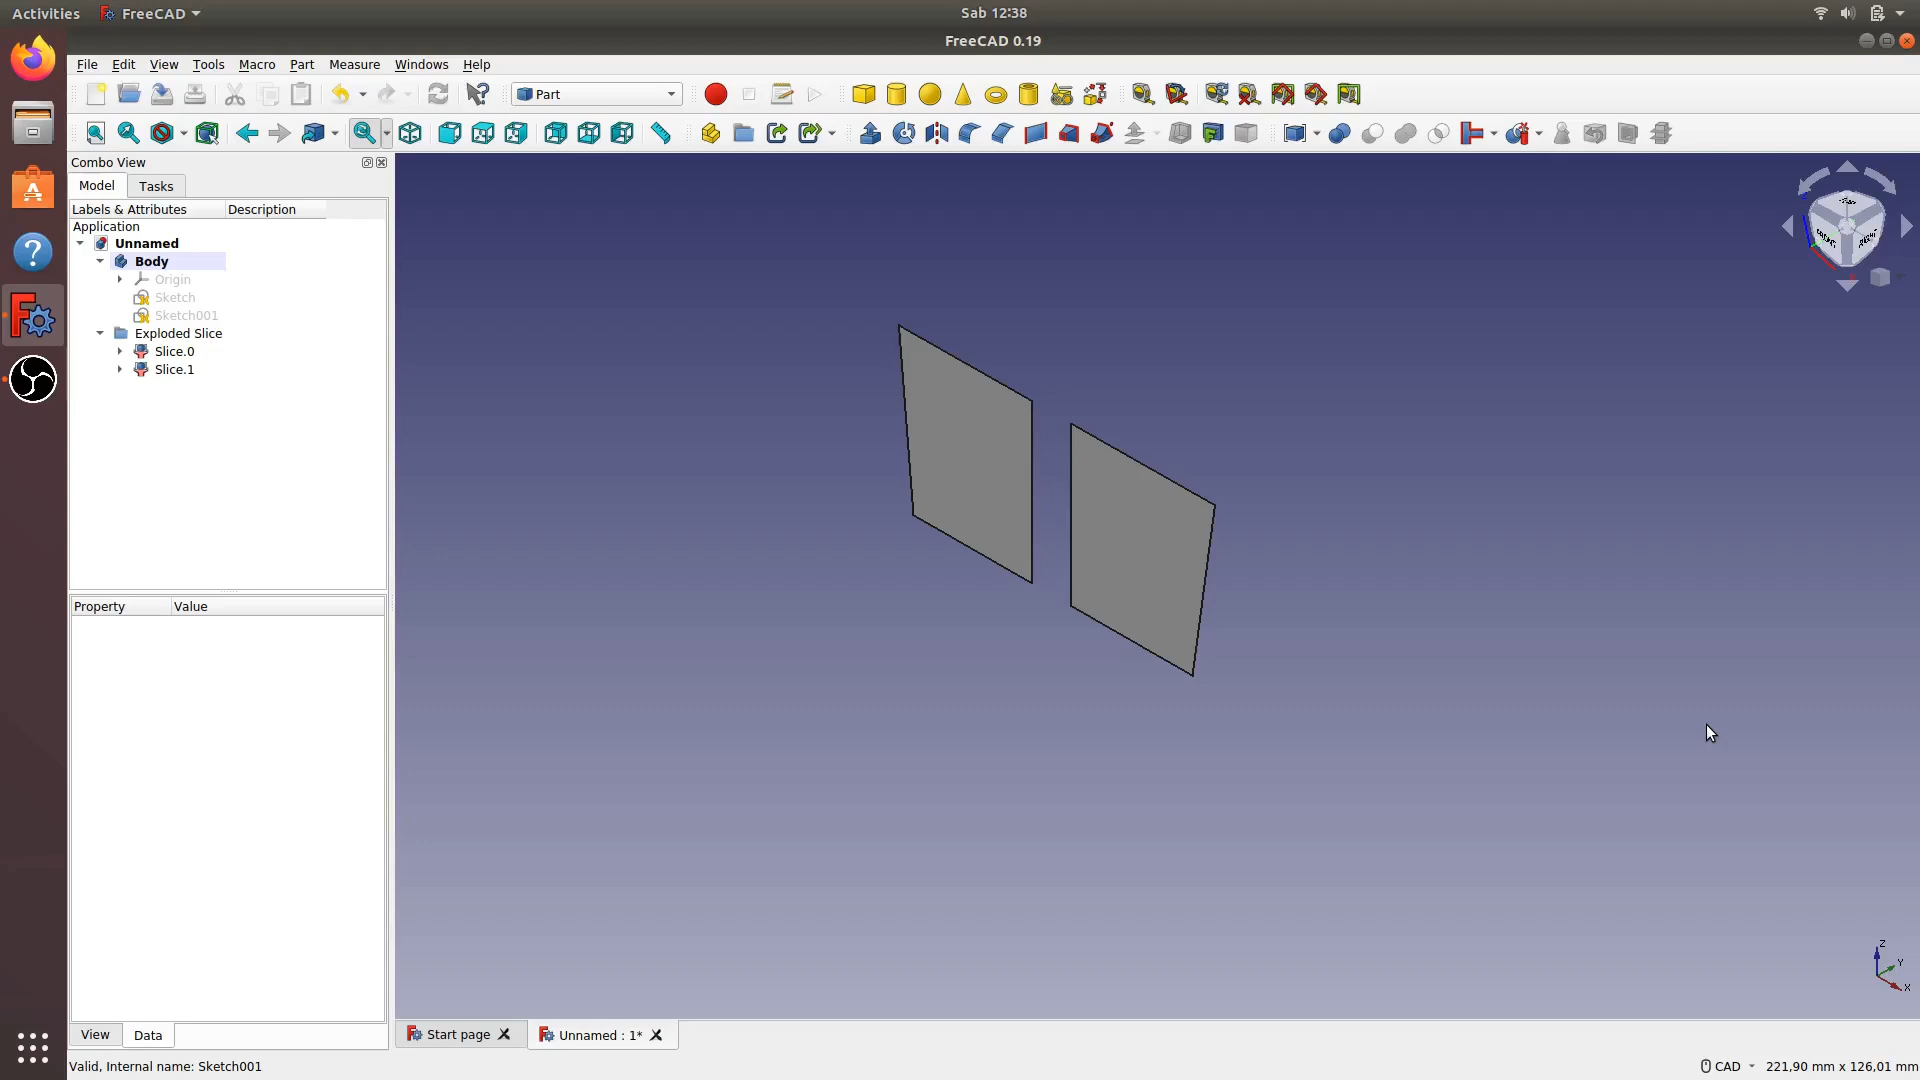 Activities FreeCAD Sab 12:38
FreeCAD 0.19
File Edit View Tools Macro Part Measure Windows Help
Part
Combo View
Model Tasks
Labels & Attributes Description
Application
Unnamed
Body
Origin
Sketch
Sketch001
Exploded Slice
Slice.0
Slice.1
Property Value
View Data
Z
Y
X
Start page Unnamed : 1*
Valid, Internal name: Sketch001 CAD 221,90 mm x 126,01 mm